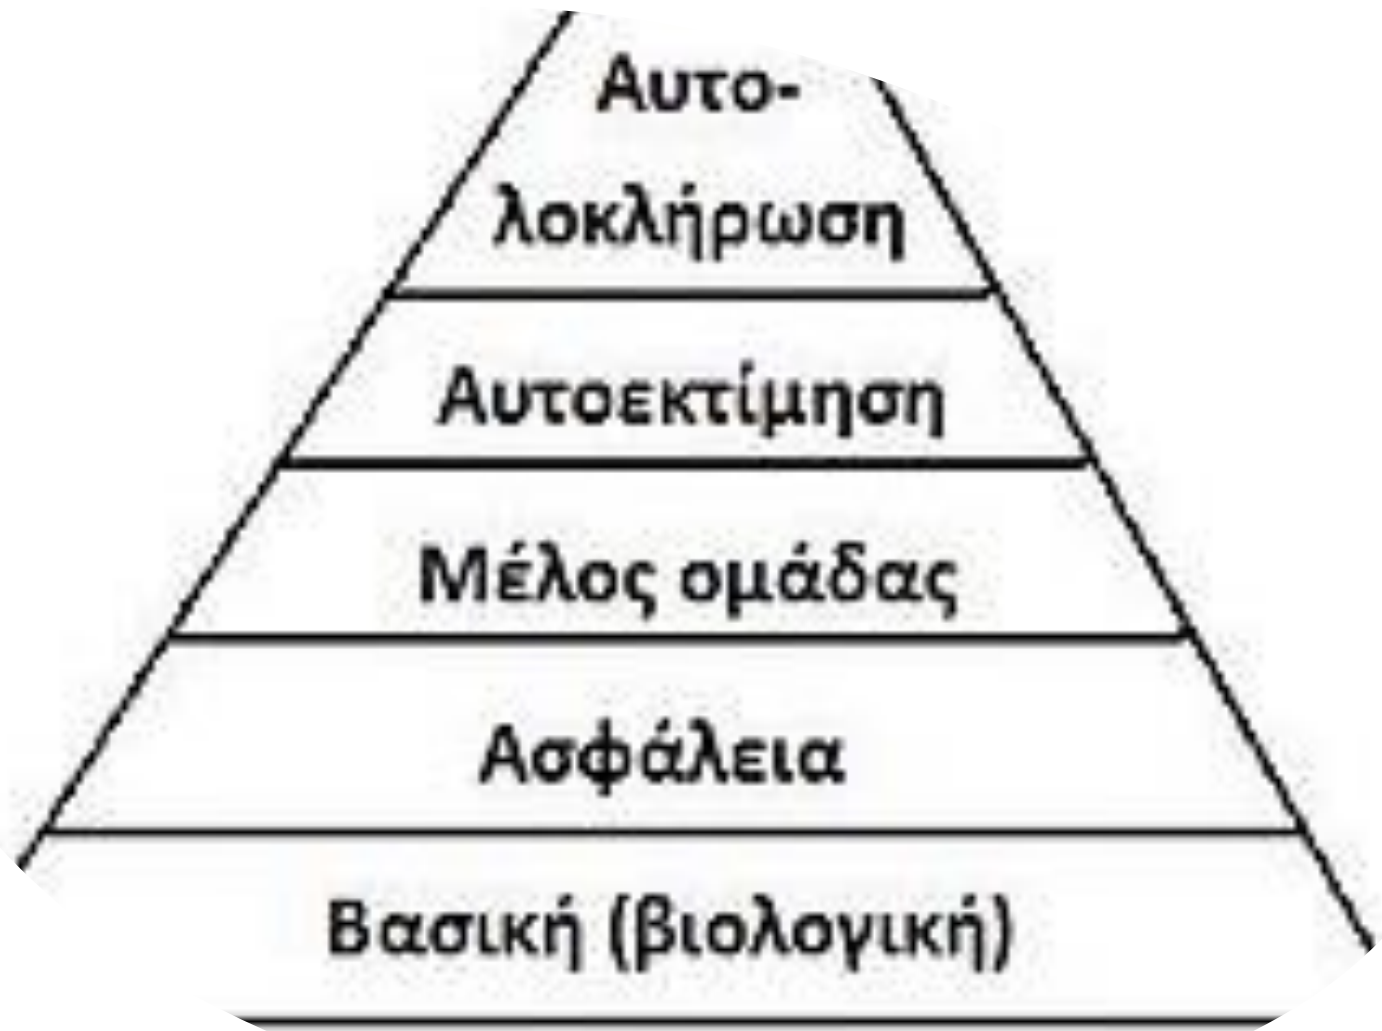 Αυτο-
λοκλήρωση
Αυτοεκτίμηση
Μέλος ομάδας
Ασφάλεια
Βασική (βιολογική)